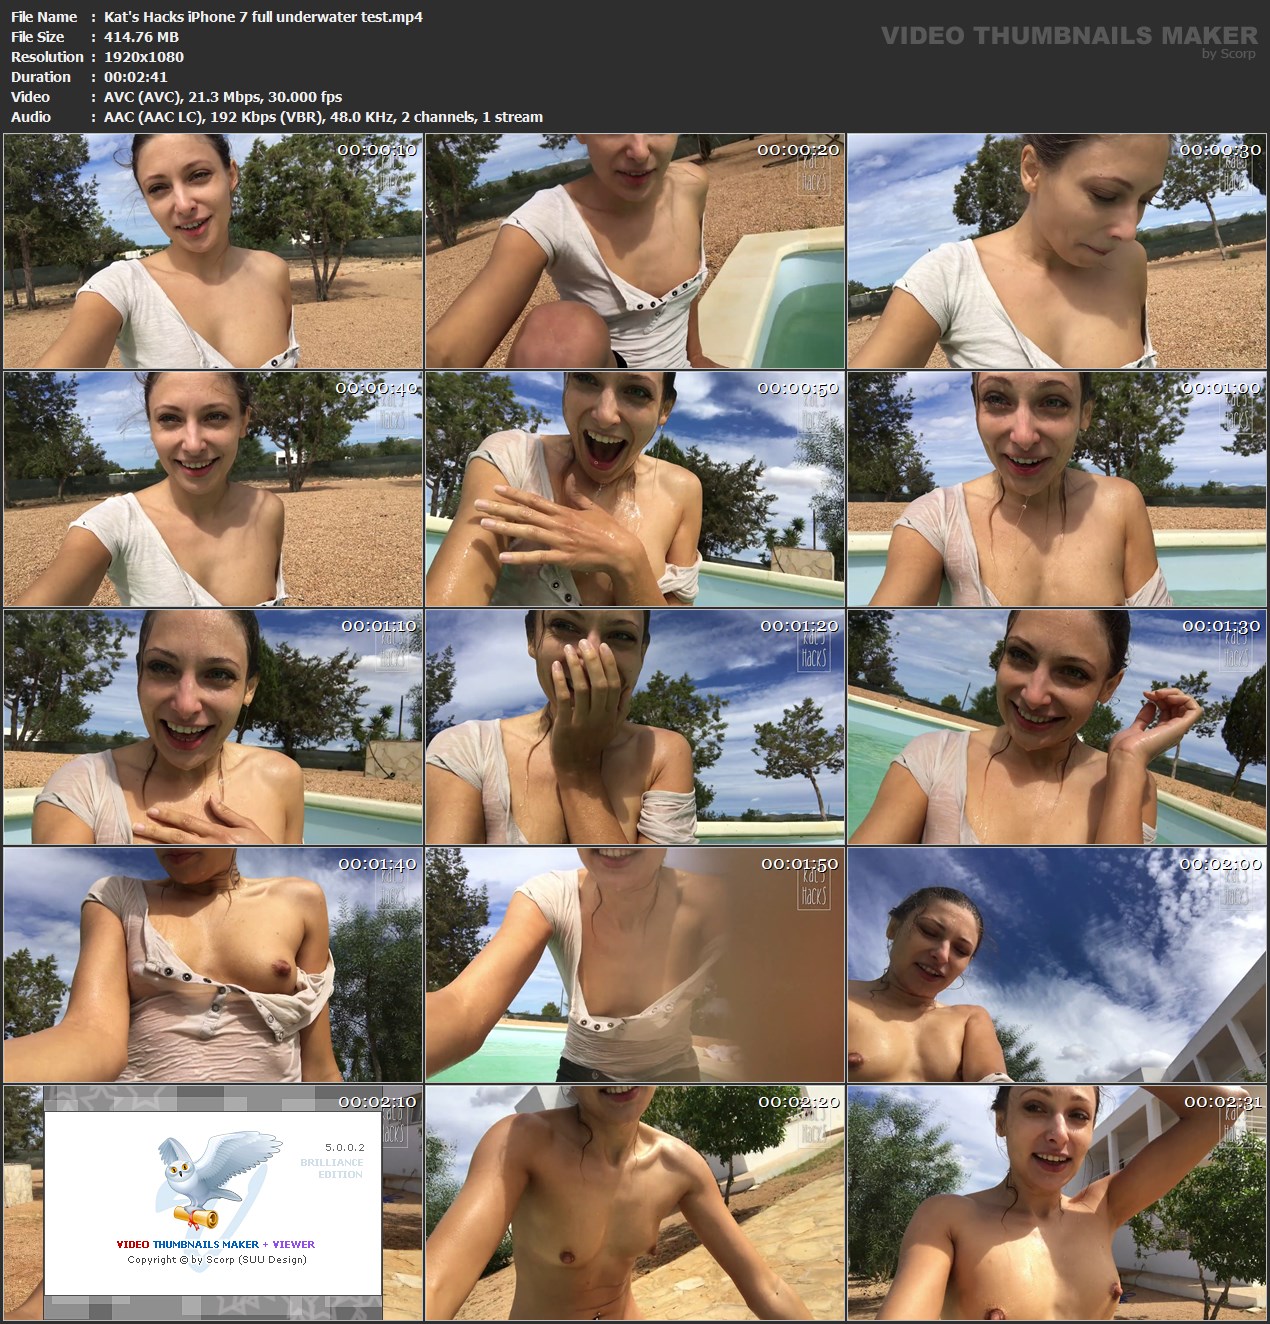 File Name : Kat's Hacks iPhone 7 full underwater test.mp4
File Size : 414.76 MB
Resolution : 1920x1080
Duration : 00:02:41
Video : AVC (AVC), 21.3 Mbps, 30.000 fps
Audio : AAC (AAC LC), 192 Kbps (VBR), 48.0 KHz, 2 channels, 1 stream
VIDEO THUMBNAILS MAKER
by Scorp
00:00:10
Kat's
Hacks
00:00:20
Kat's
Hacks
00:00:30
Kat's
Hacks
00:00:40
Kat's
Hacks
00:00:50
Kat's
Hacks
00:01:00
Kat's
Hacks
00:01:10
Kat's
Hacks
00:01:20
Kat's
Hacks
00:01:30
Kat's
Hacks
00:01:40
Kat's
Hacks
00:01:50
Kat's
Hacks
00:02:00
Kat's
Hacks
00:02:10
5.0.0.2
BRILLIANCE
EDITION
VIDEO THUMBNAILS MAKER + VIEWER
Copyright © by Scorp (SUU Design)
00:02:20
Kat's
Hacks
00:02:31
Kat's
Hacks